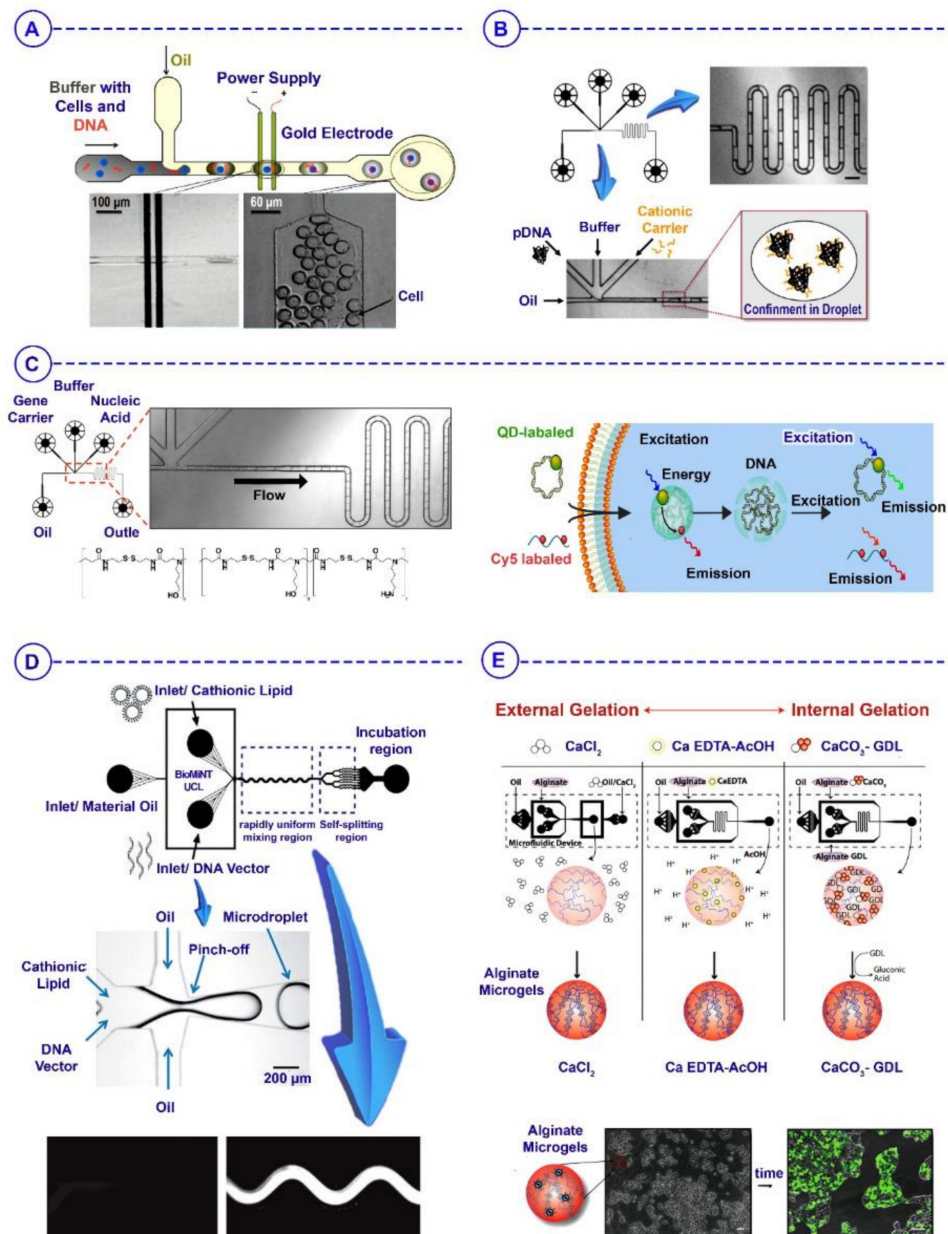 A
Oil
Buffer with
Cells and
DNA
Power Supply
− +
Gold Electrode
100 µm
60 µm
Cell
B
pDNA
Buffer
Cationic
Carrier
Oil
Confinment in Droplet
C
Buffer
Gene
Carrier
Nucleic
Acid
Oil
Outle
Flow
QD-labaled
Cy5 labaled
Excitation
Energy
DNA
Emission
Excitation
Excitation
Emission
Emission
D
Inlet/ Cathionic Lipid
BioMiNT
UCL
Inlet/ Material Oil
Inlet/ DNA Vector
Incubation
region
rapidly uniform
mixing region
Self-splitting
region
Oil
Microdroplet
Pinch-off
Cathionic
Lipid
DNA
Vector
200 µm
Oil
E
External Gelation
Internal Gelation
CaCl2
Ca EDTA-AcOH
CaCO3- GDL
Oil Alginate Oil/CaCl2
Microfluidic Device
Oil Alginate CaEDTA
AcOH
H+ H+ H+ H+ H+ H+ H+ H+
Oil Alginate CaCO3
Alginate GDL
GDL GDL GDL GDL GDL
GDL
Gluconic
Acid
Alginate
Microgels
CaCl2
Ca EDTA-AcOH
CaCO3- GDL
Alginate
Microgels
time